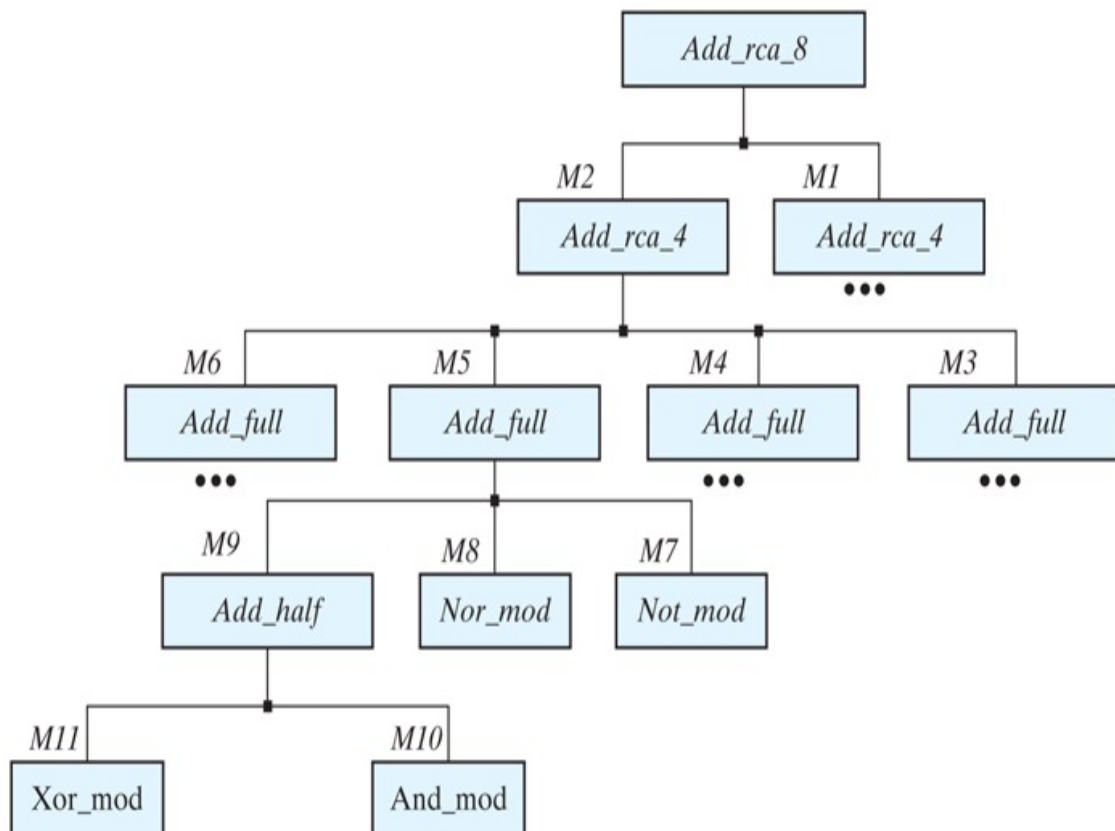 Add_rca_8
M2 M1
Add_rca_4 Add_rca_4
•••
M6 M5 M4 M3
Add_full Add_full Add_full Add_full
••• ••• •••
M9 M8 M7
Add_half Nor_mod Not_mod
M11 M10
Xor_mod And_mod